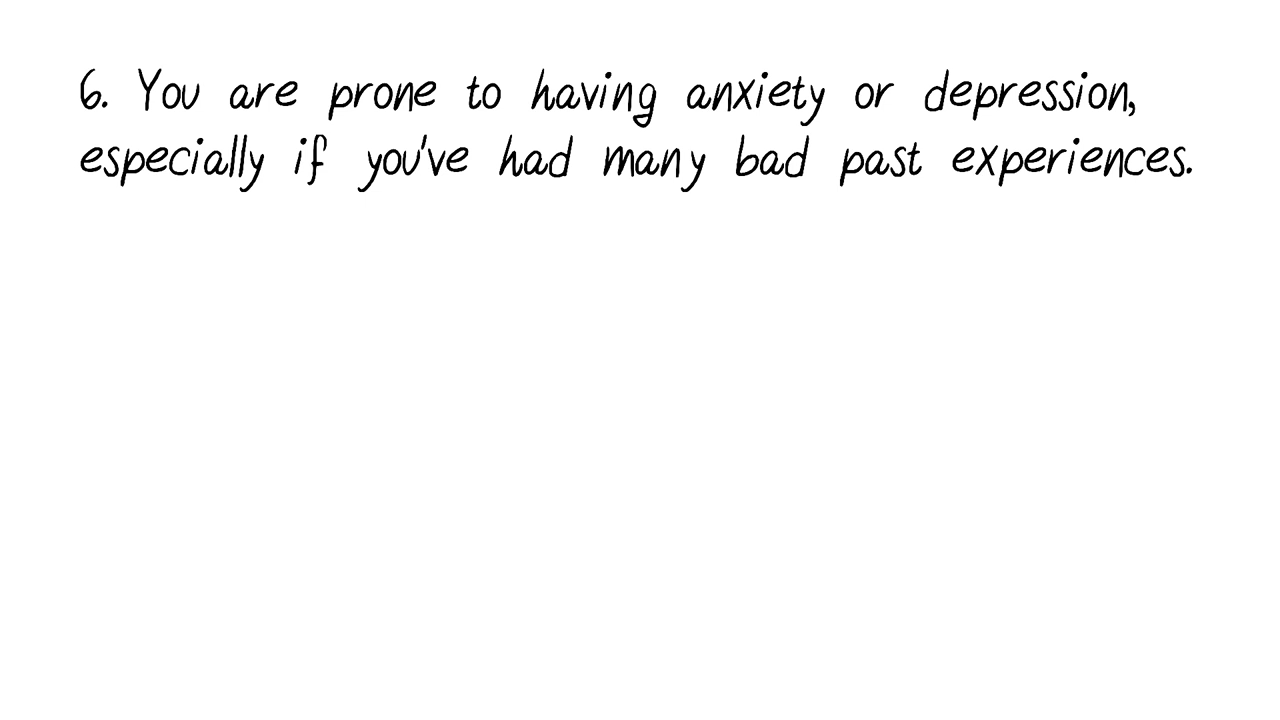 6. You are prone to having anxiety or depression,
especially if you've had many bad past experiences.